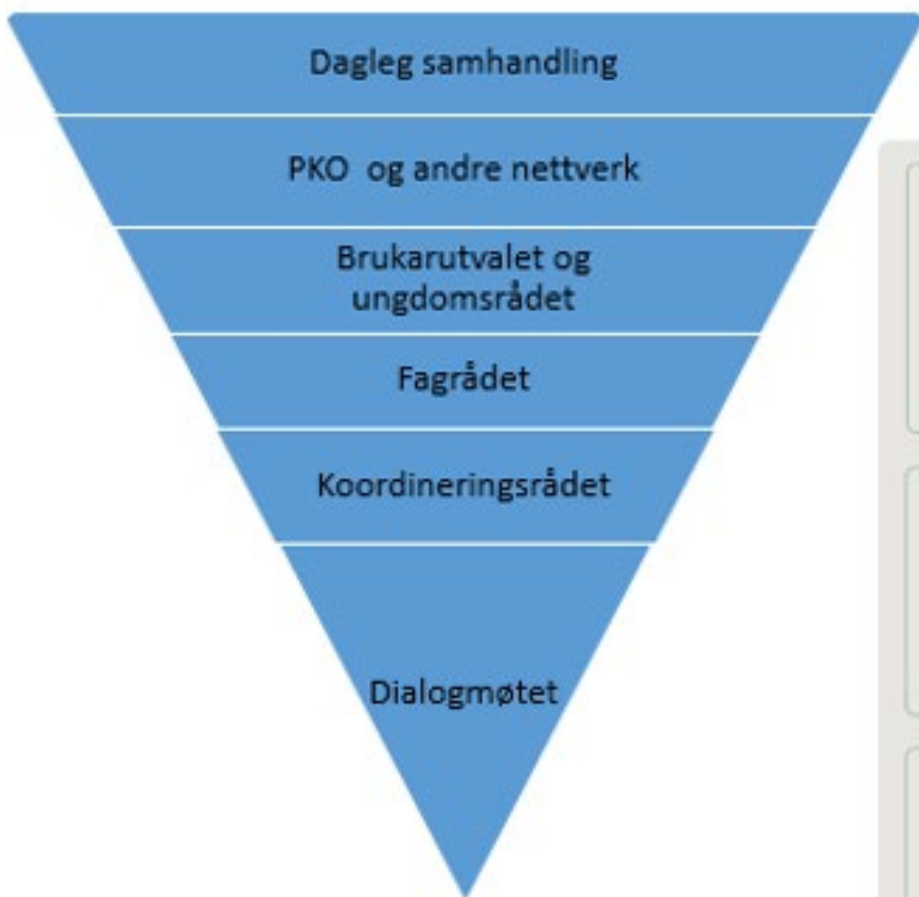 Dagleg samhandling
PKO og andre nettverk
Brukarutvalet og
ungdomsrådet
Fagrådet
Koordineringsrådet
Dialogmøtet